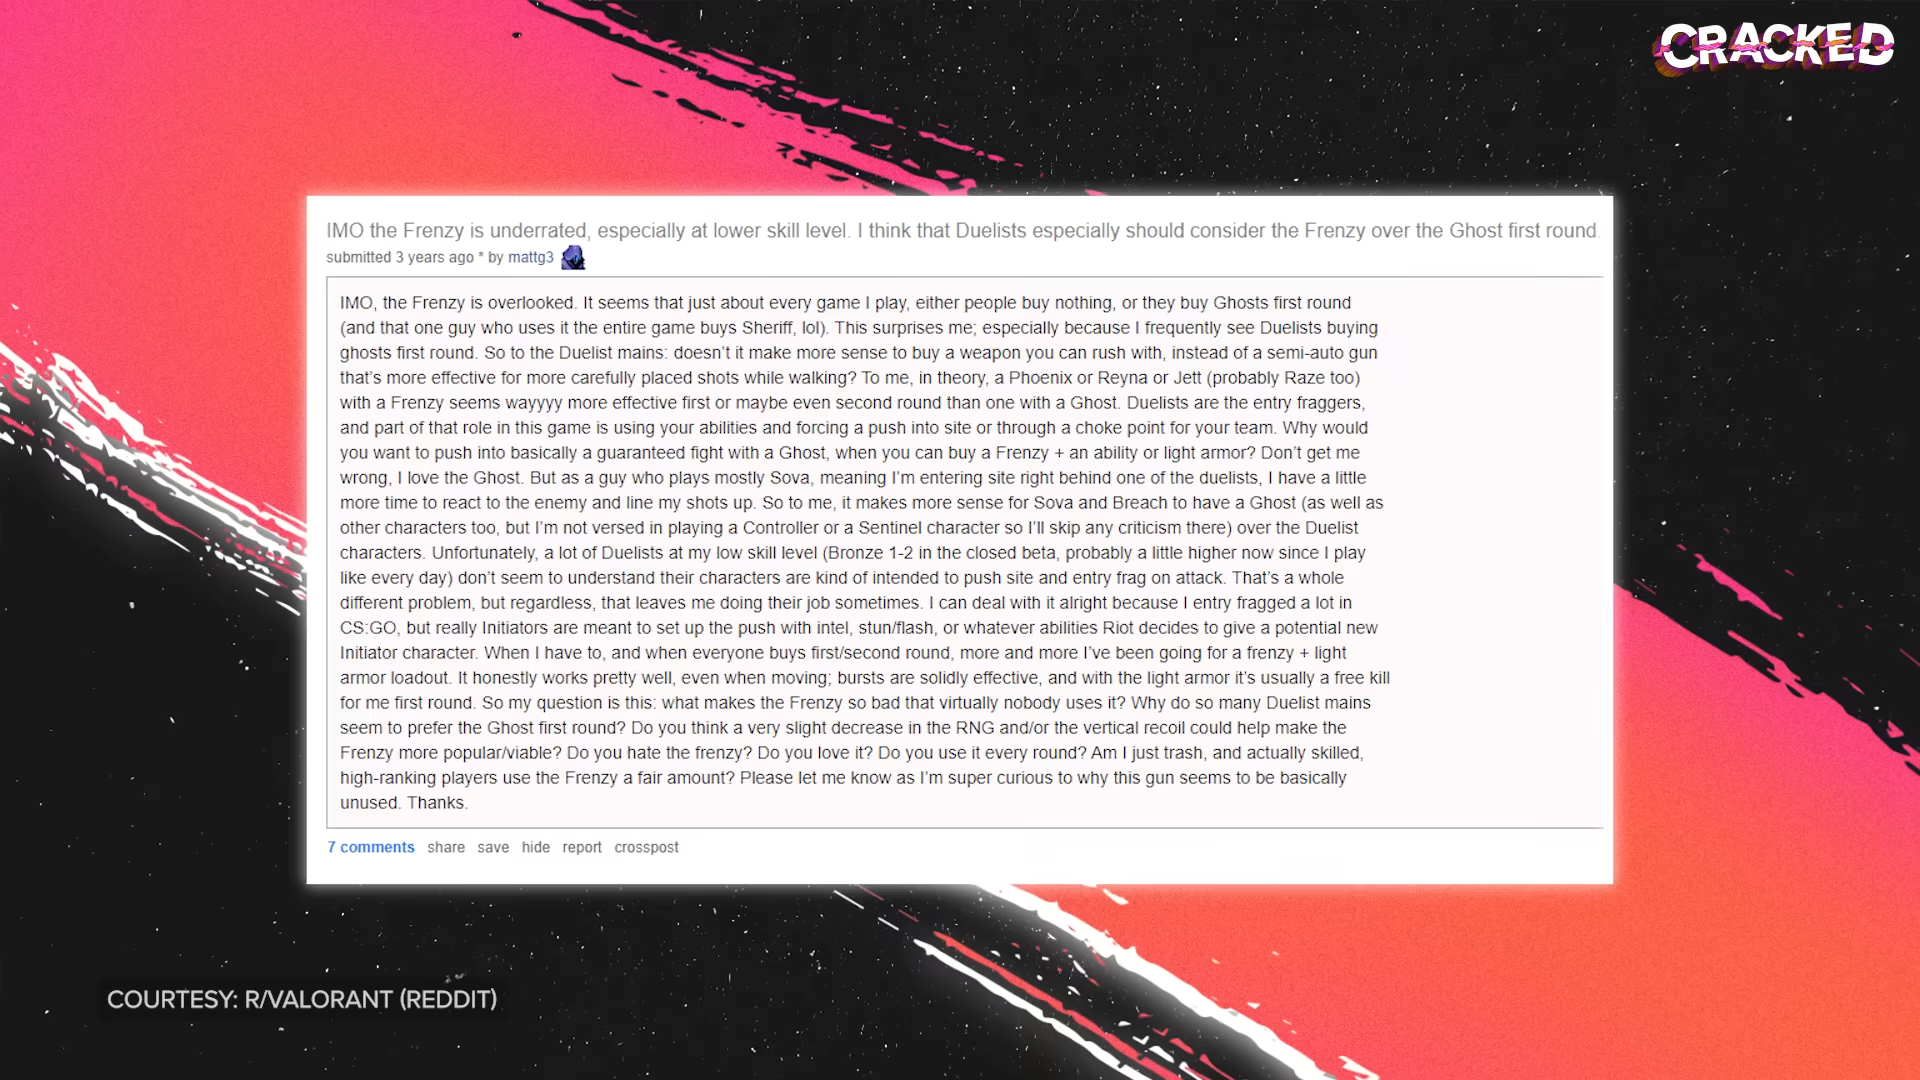 CRACKED
IMO the Frenzy is underrated, especially at lower skill level. I think that Duelists especially should consider the Frenzy over the Ghost first round.
submitted 3 years ago * by mattg3
IMO, the Frenzy is overlooked. It seems that just about every game I play, either people buy nothing, or they buy Ghosts first round
(and that one guy who uses it the entire game buys Sheriff, lol). This surprises me; especially because I frequently see Duelists buying
ghosts first round. So to the Duelist mains: doesn't it make more sense to buy a weapon you can rush with, instead of a semi-auto gun
that's more effective for more carefully placed shots while walking? To me, in theory, a Phoenix or Reyna or Jett (probably Raze too)
with a Frenzy seems wayyyy more effective first or maybe even second round than one with a Ghost. Duelists are the entry fraggers,
and part of that role in this game is using your abilities and forcing a push into site or through a choke point for your team. Why would
you want to push into basically a guaranteed fight with a Ghost, when you can buy a Frenzy + an ability or light armor? Don't get me
wrong, I love the Ghost. But as a guy who plays mostly Sova, meaning I'm entering site right behind one of the duelists, I have a little
more time to react to the enemy and line my shots up. So to me, it makes more sense for Sova and Breach to have a Ghost (as well as
other characters too, but I'm not versed in playing a Controller or a Sentinel character so I'll skip any criticism there) over the Duelist
characters. Unfortunately, a lot of Duelists at my low skill level (Bronze 1-2 in the closed beta, probably a little higher now since I play
like every day) don't seem to understand their characters are kind of intended to push site and entry frag on attack. That's a whole
different problem, but regardless, that leaves me doing their job sometimes. I can deal with it alright because I entry fragged a lot in
CS:GO, but really Initiators are meant to set up the push with intel, stun/flash, or whatever abilities Riot decides to give a potential new
Initiator character. When I have to, and when everyone buys first/second round, more and more I've been going for a frenzy + light
armor loadout. It honestly works pretty well, even when moving; bursts are solidly effective, and with the light armor it's usually a free kill
for me first round. So my question is this: what makes the Frenzy so bad that virtually nobody uses it? Why do so many Duelist mains
seem to prefer the Ghost first round? Do you think a very slight decrease in the RNG and/or the vertical recoil could help make the
Frenzy more popular/viable? Do you hate the frenzy? Do you love it? Do you use it every round? Am I just trash, and actually skilled,
high-ranking players use the Frenzy a fair amount? Please let me know as I'm super curious to why this gun seems to be basically
unused. Thanks.
7 comments share save hide report crosspost
COURTESY: R/VALORANT (REDDIT)